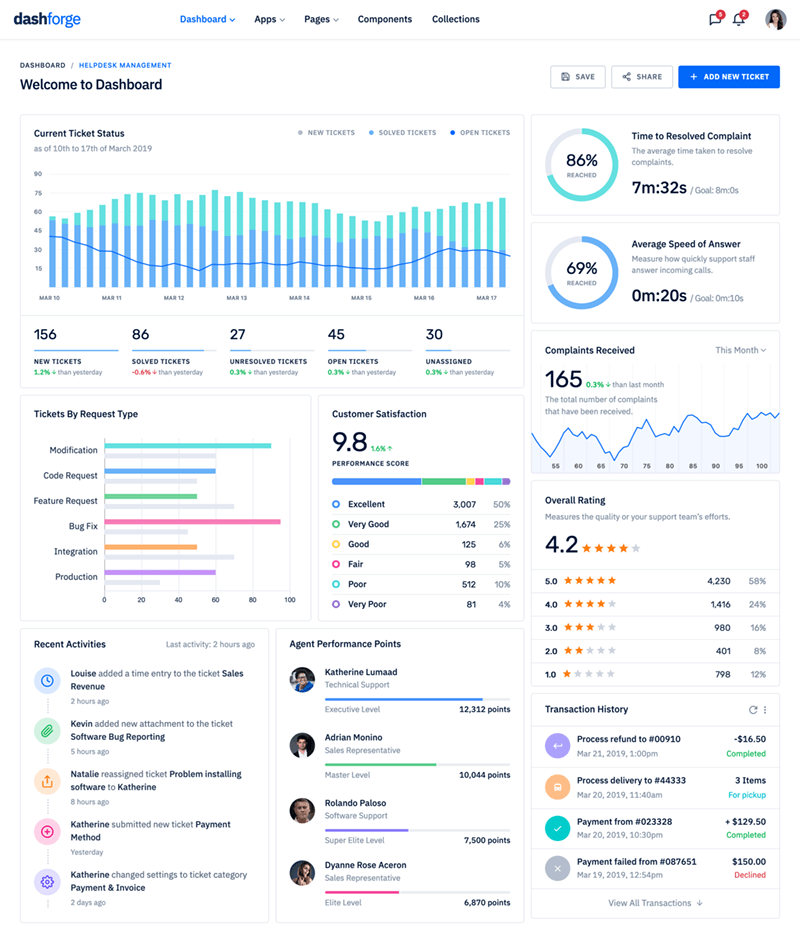 dashforge
Dashboard Apps Pages Components Collections
5 2
DASHBOARD / HELPDESK MANAGEMENT
Welcome to Dashboard
SAVE SHARE ADD NEW TICKET
Current Ticket Status
as of 10th to 17th of March 2019
NEW TICKETS SOLVED TICKETS OPEN TICKETS
90
75
60
45
30
15
MAR 10 MAR 11 MAR 12 MAR 13 MAR 14 MAR 15 MAR 16 MAR 17
156 86 27 45 30
NEW TICKETS SOLVED TICKETS UNRESOLVED TICKETS OPEN TICKETS UNASSIGNED
1.2% ↓ than yesterday -0.6% ↓ than yesterday 0.3% ↓ than yesterday 0.3% ↓ than yesterday 0.3% ↓ than yesterday
86%
REACHED
Time to Resolved Complaint
The average time taken to resolve
complaints.
7m:32s / Goal: 8m:0s
69%
REACHED
Average Speed of Answer
Measure how quickly support staff
answer incoming calls.
0m:20s / Goal: 0m:10s
Complaints Received This Month
165 0.3% ↓ than last month
The total number of complaints
that have been received.
55 60 65 70 75 80 85 90 95 100
Tickets By Request Type
Modification
Code Request
Feature Request
Bug Fix
Integration
Production
0 20 40 60 80 100
Customer Satisfaction
9.8 1.6% ↑
PERFORMANCE SCORE
Excellent 3,007 50%
Very Good 1,674 25%
Good 125 6%
Fair 98 5%
Poor 512 10%
Very Poor 81 4%
Overall Rating
Measures the quality or your support team's efforts.
4.2
5.0 4,230 58%
4.0 1,416 24%
3.0 980 16%
2.0 401 8%
1.0 798 12%
Recent Activities Last activity: 2 hours ago
Louise added a time entry to the ticket Sales
Revenue
2 hours ago
Kevin added new attachment to the ticket
Software Bug Reporting
5 hours ago
Natalie reassigned ticket Problem installing
software to Katherine
8 hours ago
Katherine submitted new ticket Payment
Method
Yesterday
Katherine changed settings to ticket category
Payment & Invoice
2 days ago
Agent Performance Points
Katherine Lumaad
Technical Support
Executive Level 12,312 points
Adrian Monino
Sales Representative
Master Level 10,044 points
Rolando Paloso
Software Support
Super Elite Level 7,500 points
Dyanne Rose Aceron
Sales Representative
Elite Level 6,870 points
Transaction History
Process refund to #00910 -$16.50
Mar 21, 2019, 1:00pm Completed
Process delivery to #44333 3 Items
Mar 20, 2019, 11:40am For pickup
Payment from #023328 + $129.50
Mar 20, 2019, 10:30pm Completed
Payment failed from #087651 $150.00
Mar 19, 2019, 12:54pm Declined
View All Transactions ↓